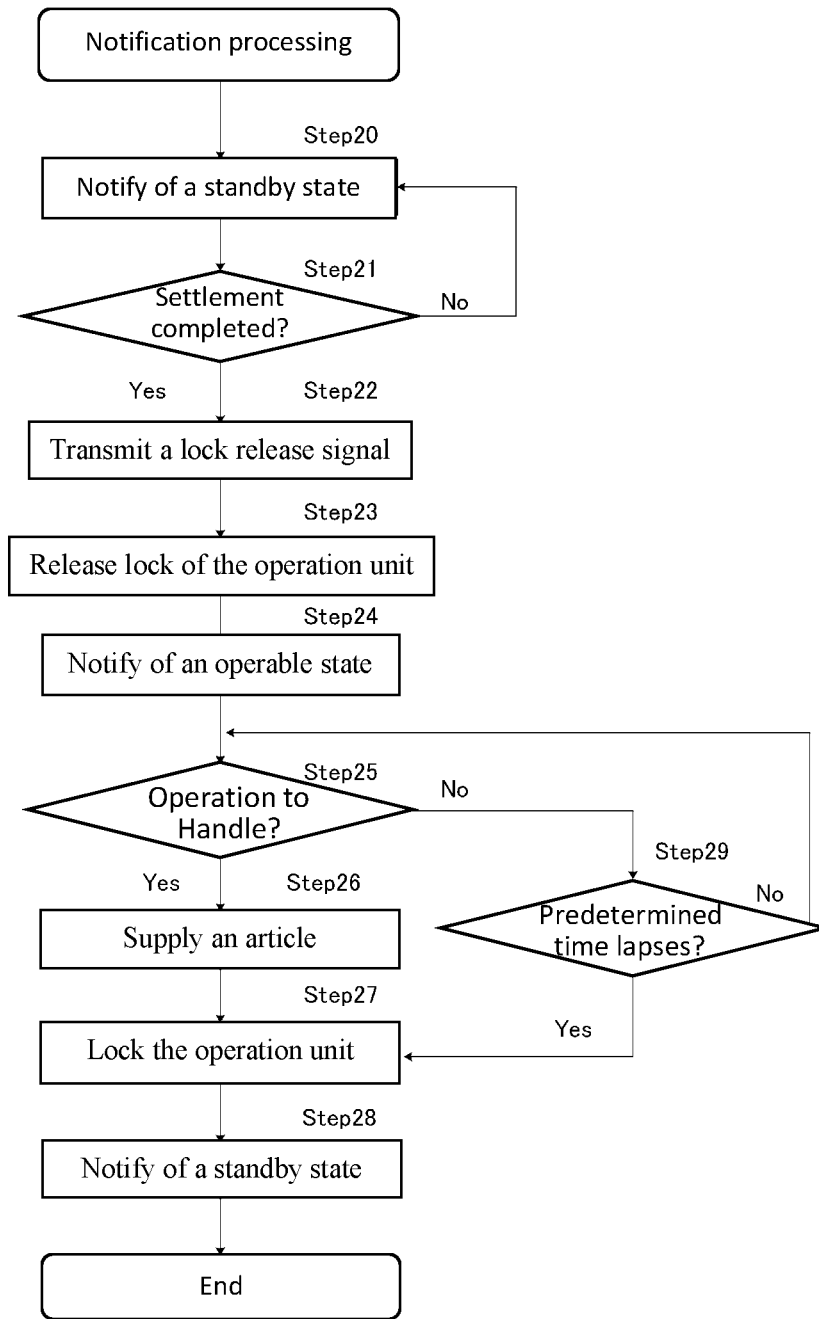 Notification processing
Step20
Notify of a standby state
Step21
Settlement
completed?
No
Yes
Step22
Transmit a lock release signal
Step23
Release lock of the operation unit
Step24
Notify of an operable state
Step25
Operation to
Handle?
No
Step29
Predetermined
time lapses?
No
Yes
Yes
Step26
Supply an article
Step27
Lock the operation unit
Step28
Notify of a standby state
End